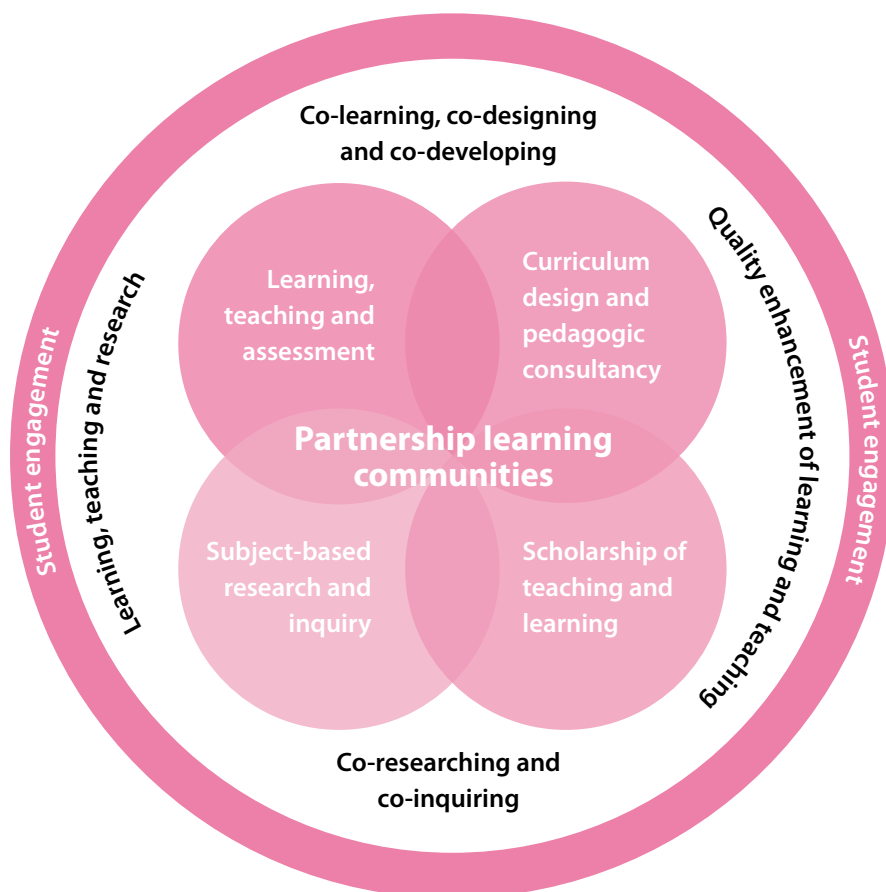 Co-learning, co-designing
and co-developing
Student engagement
Learning, teaching and research
Learning,
teaching and
assessment
Curriculum
design and
pedagogic
consultancy
Quality enhancement of learning and teaching
Student engagement
Partnership learning
communities
Subject-based
research and
inquiry
Scholarship of
teaching and
learning
Co-researching and
co-inquiring